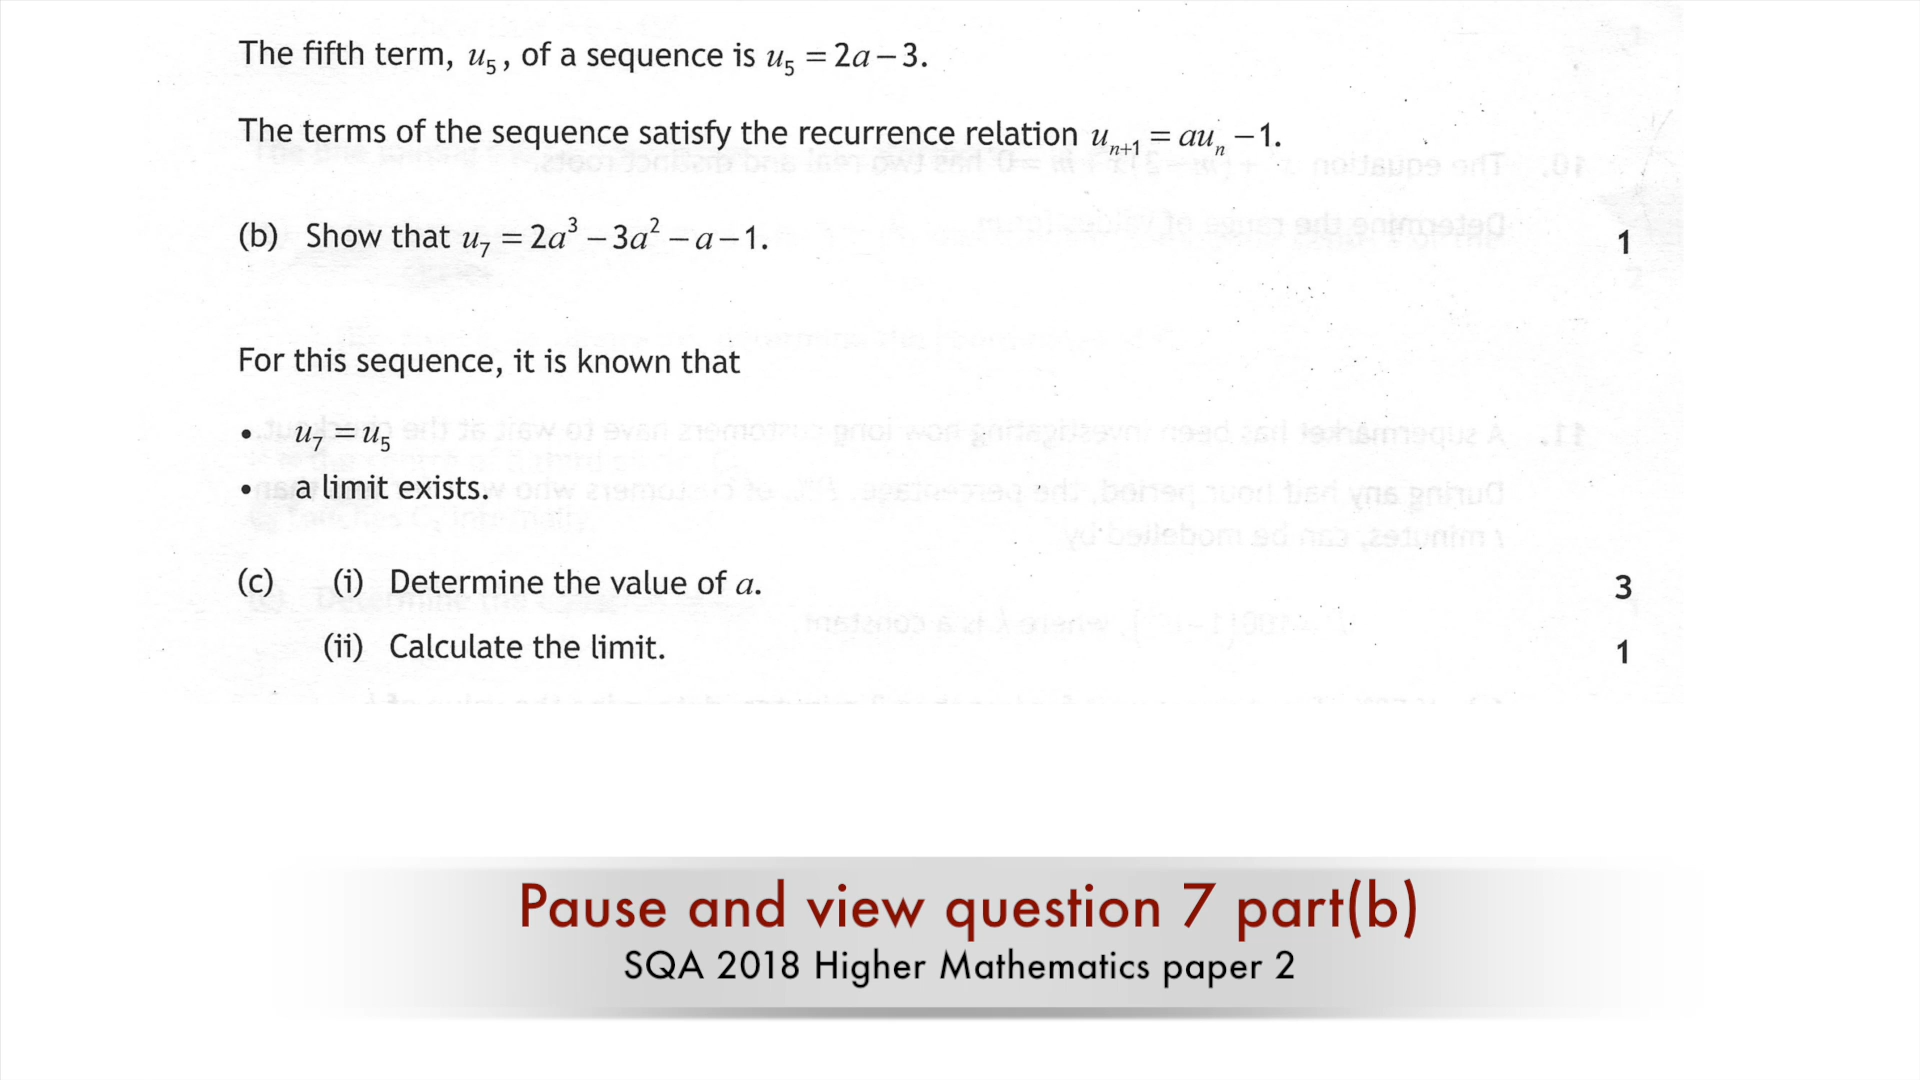 The fifth term, u₅, of a sequence is u₅ = 2a − 3.
The terms of the sequence satisfy the recurrence relation uₙ₊₁ = auₙ − 1.
(b) Show that u₇ = 2a³ − 3a² − a − 1. 1
For this sequence, it is known that
• u₇ = u₅
• a limit exists.
(c) (i) Determine the value of a. 3
(ii) Calculate the limit. 1
Pause and view question 7 part(b)
SQA 2018 Higher Mathematics paper 2